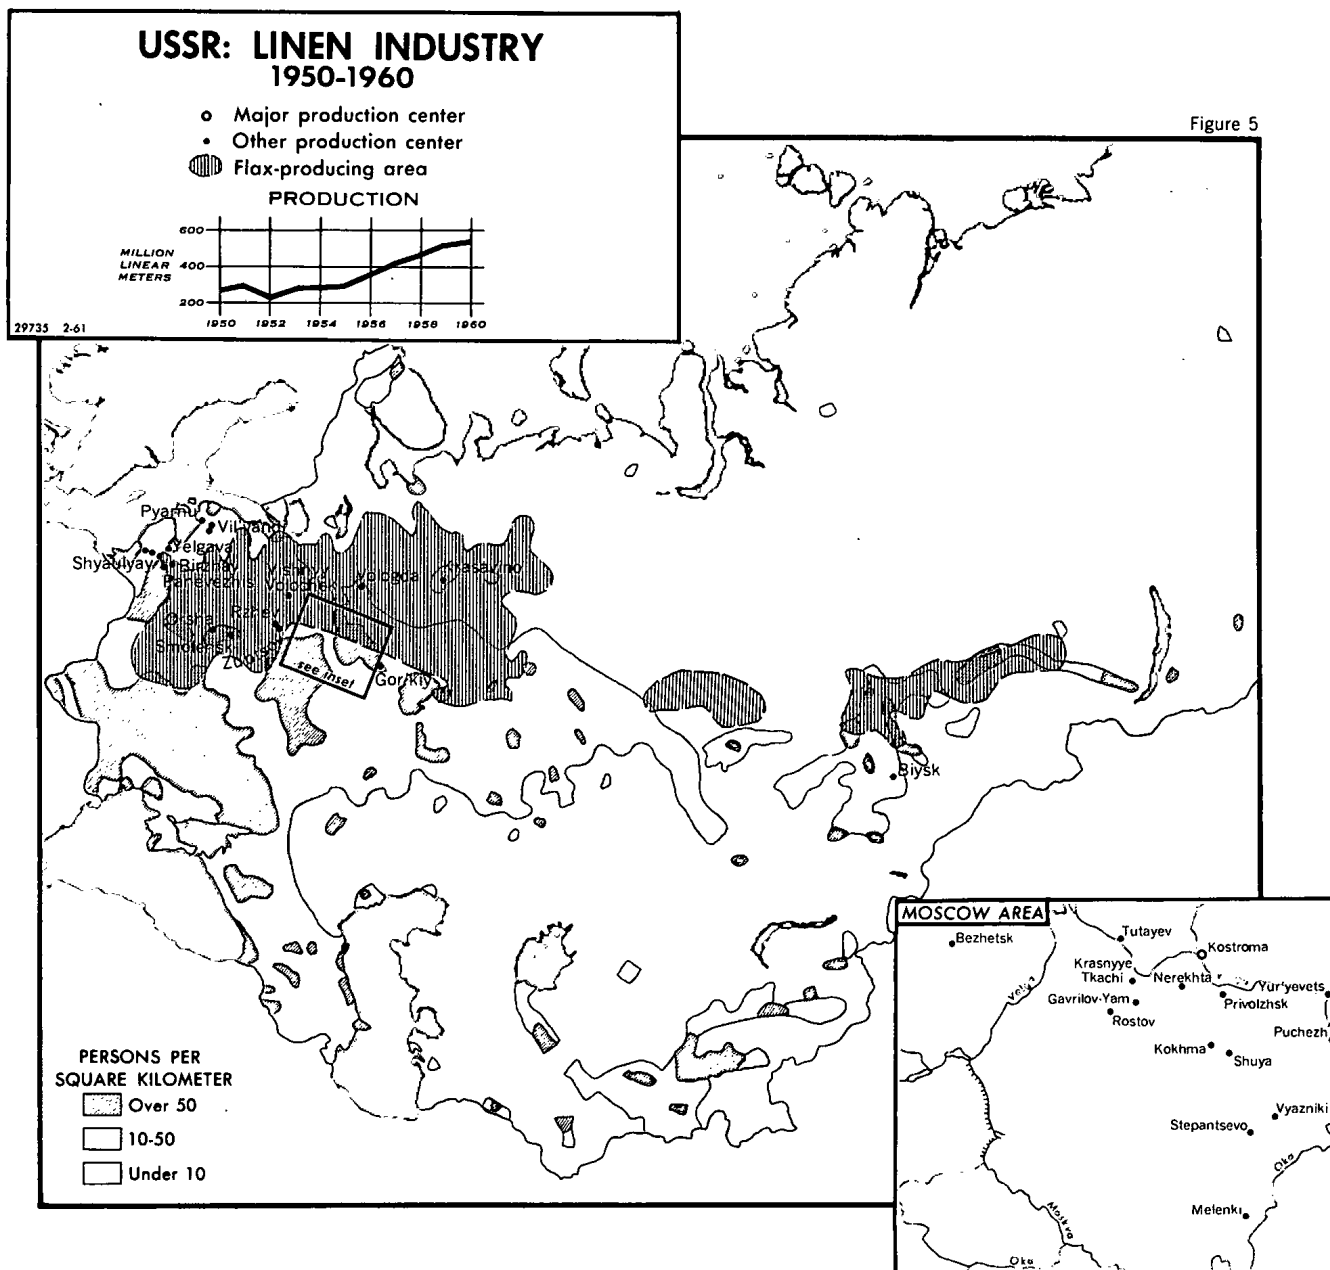 USSR: LINEN INDUSTRY
1950-1960
Major production center
Other production center
Flax-producing area
PRODUCTION
600
MILLION
LINEAR
METERS
400
200
1950 1952 1954 1956 1958 1960
29735 2-61
Figure 5
Pyarnu
Vil'yandi
Yelgava
Shyaulyay
Birzhay
Panevezhis
Vyshniy
Volochek
Vologda
Krasavino
Orsha
Rzhev
Smolensk
see inset
Gor'kiy
Biysk
PERSONS PER
SQUARE KILOMETER
Over 50
10-50
Under 10
MOSCOW AREA
Bezhetsk
Tutayev
Kostroma
Krasnyye
Tkachi
Nerekhta
Volga
Yur'yevets
Gavrilov-Yam
Privolzhsk
Rostov
Puchezh
Kokhma
Shuya
Vyazniki
Stepantsevo
Oka
Melenki
Moskva
Oka